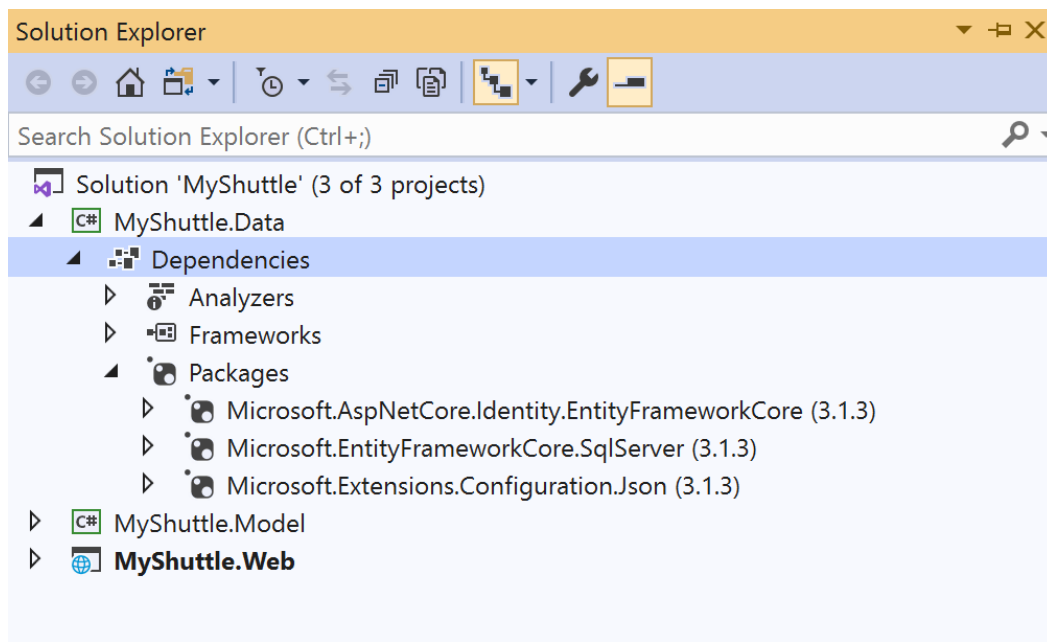 Solution Explorer
Search Solution Explorer (Ctrl+;)
Solution 'MyShuttle' (3 of 3 projects)
C# MyShuttle.Data
Dependencies
Analyzers
Frameworks
Packages
Microsoft.AspNetCore.Identity.EntityFrameworkCore (3.1.3)
Microsoft.EntityFrameworkCore.SqlServer (3.1.3)
Microsoft.Extensions.Configuration.Json (3.1.3)
C# MyShuttle.Model
MyShuttle.Web